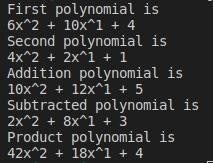 First polynomial is
6x^2 + 10x^1 + 4
Second polynomial is
4x^2 + 2x^1 + 1
Addition polynomial is
10x^2 + 12x^1 + 5
Subtracted polynomial is
2x^2 + 8x^1 + 3
Product polynomial is
42x^2 + 18x^1 + 4